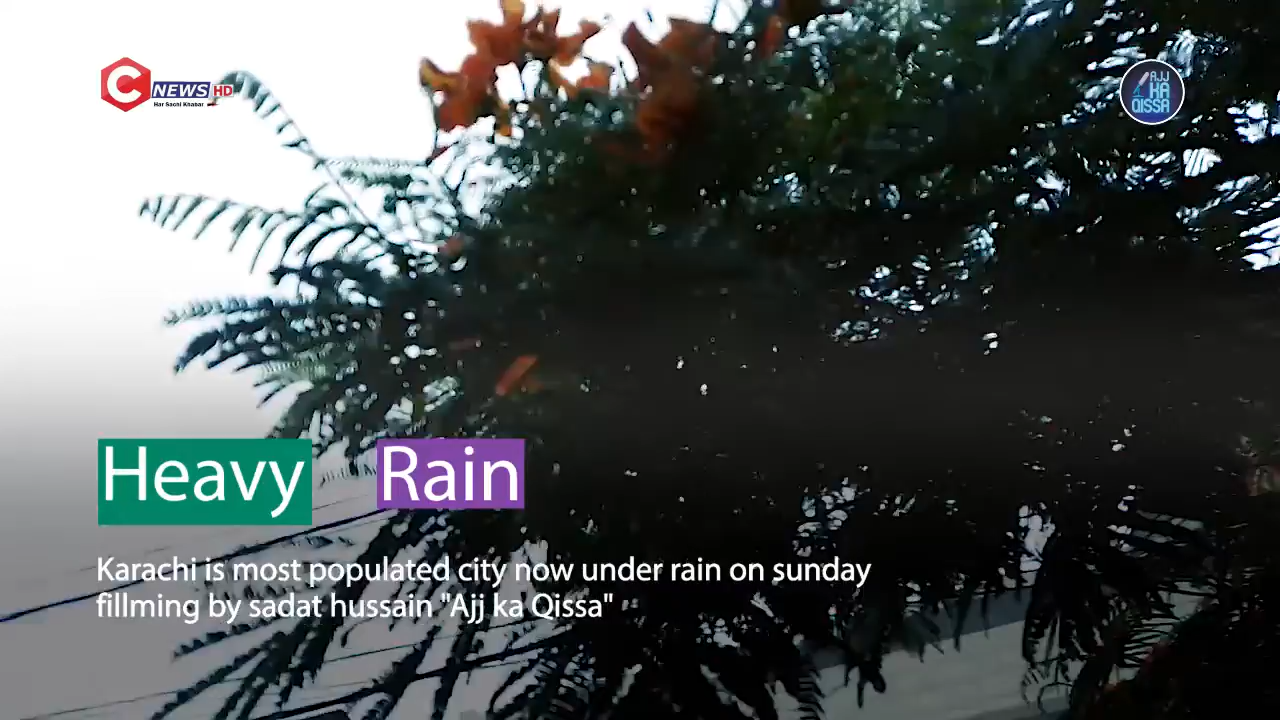 C NEWS HD
Har Sachi Khabar
AJJ
KA
QISSA
Heavy Rain
Karachi is most populated city now under rain on sunday
fillming by sadat hussain "Ajj ka Qissa"